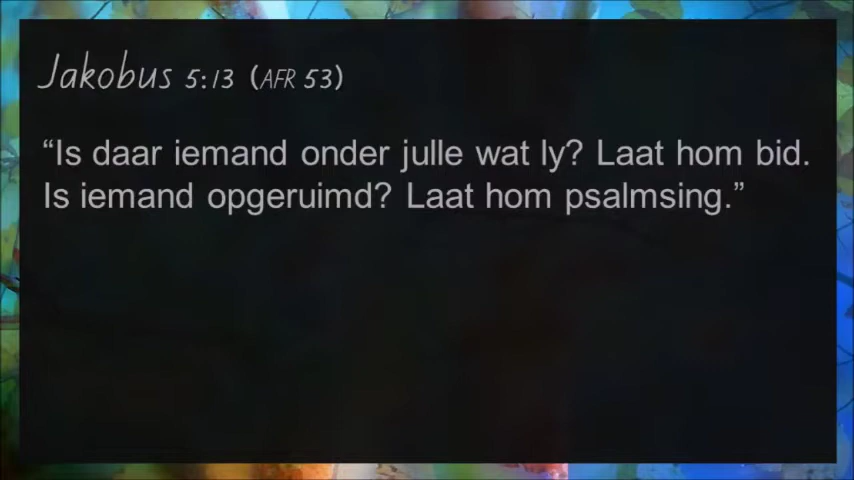 Jakobus 5:13 (AFR 53)
“Is daar iemand onder julle wat ly? Laat hom bid.
Is iemand opgeruimd? Laat hom psalmsing.”